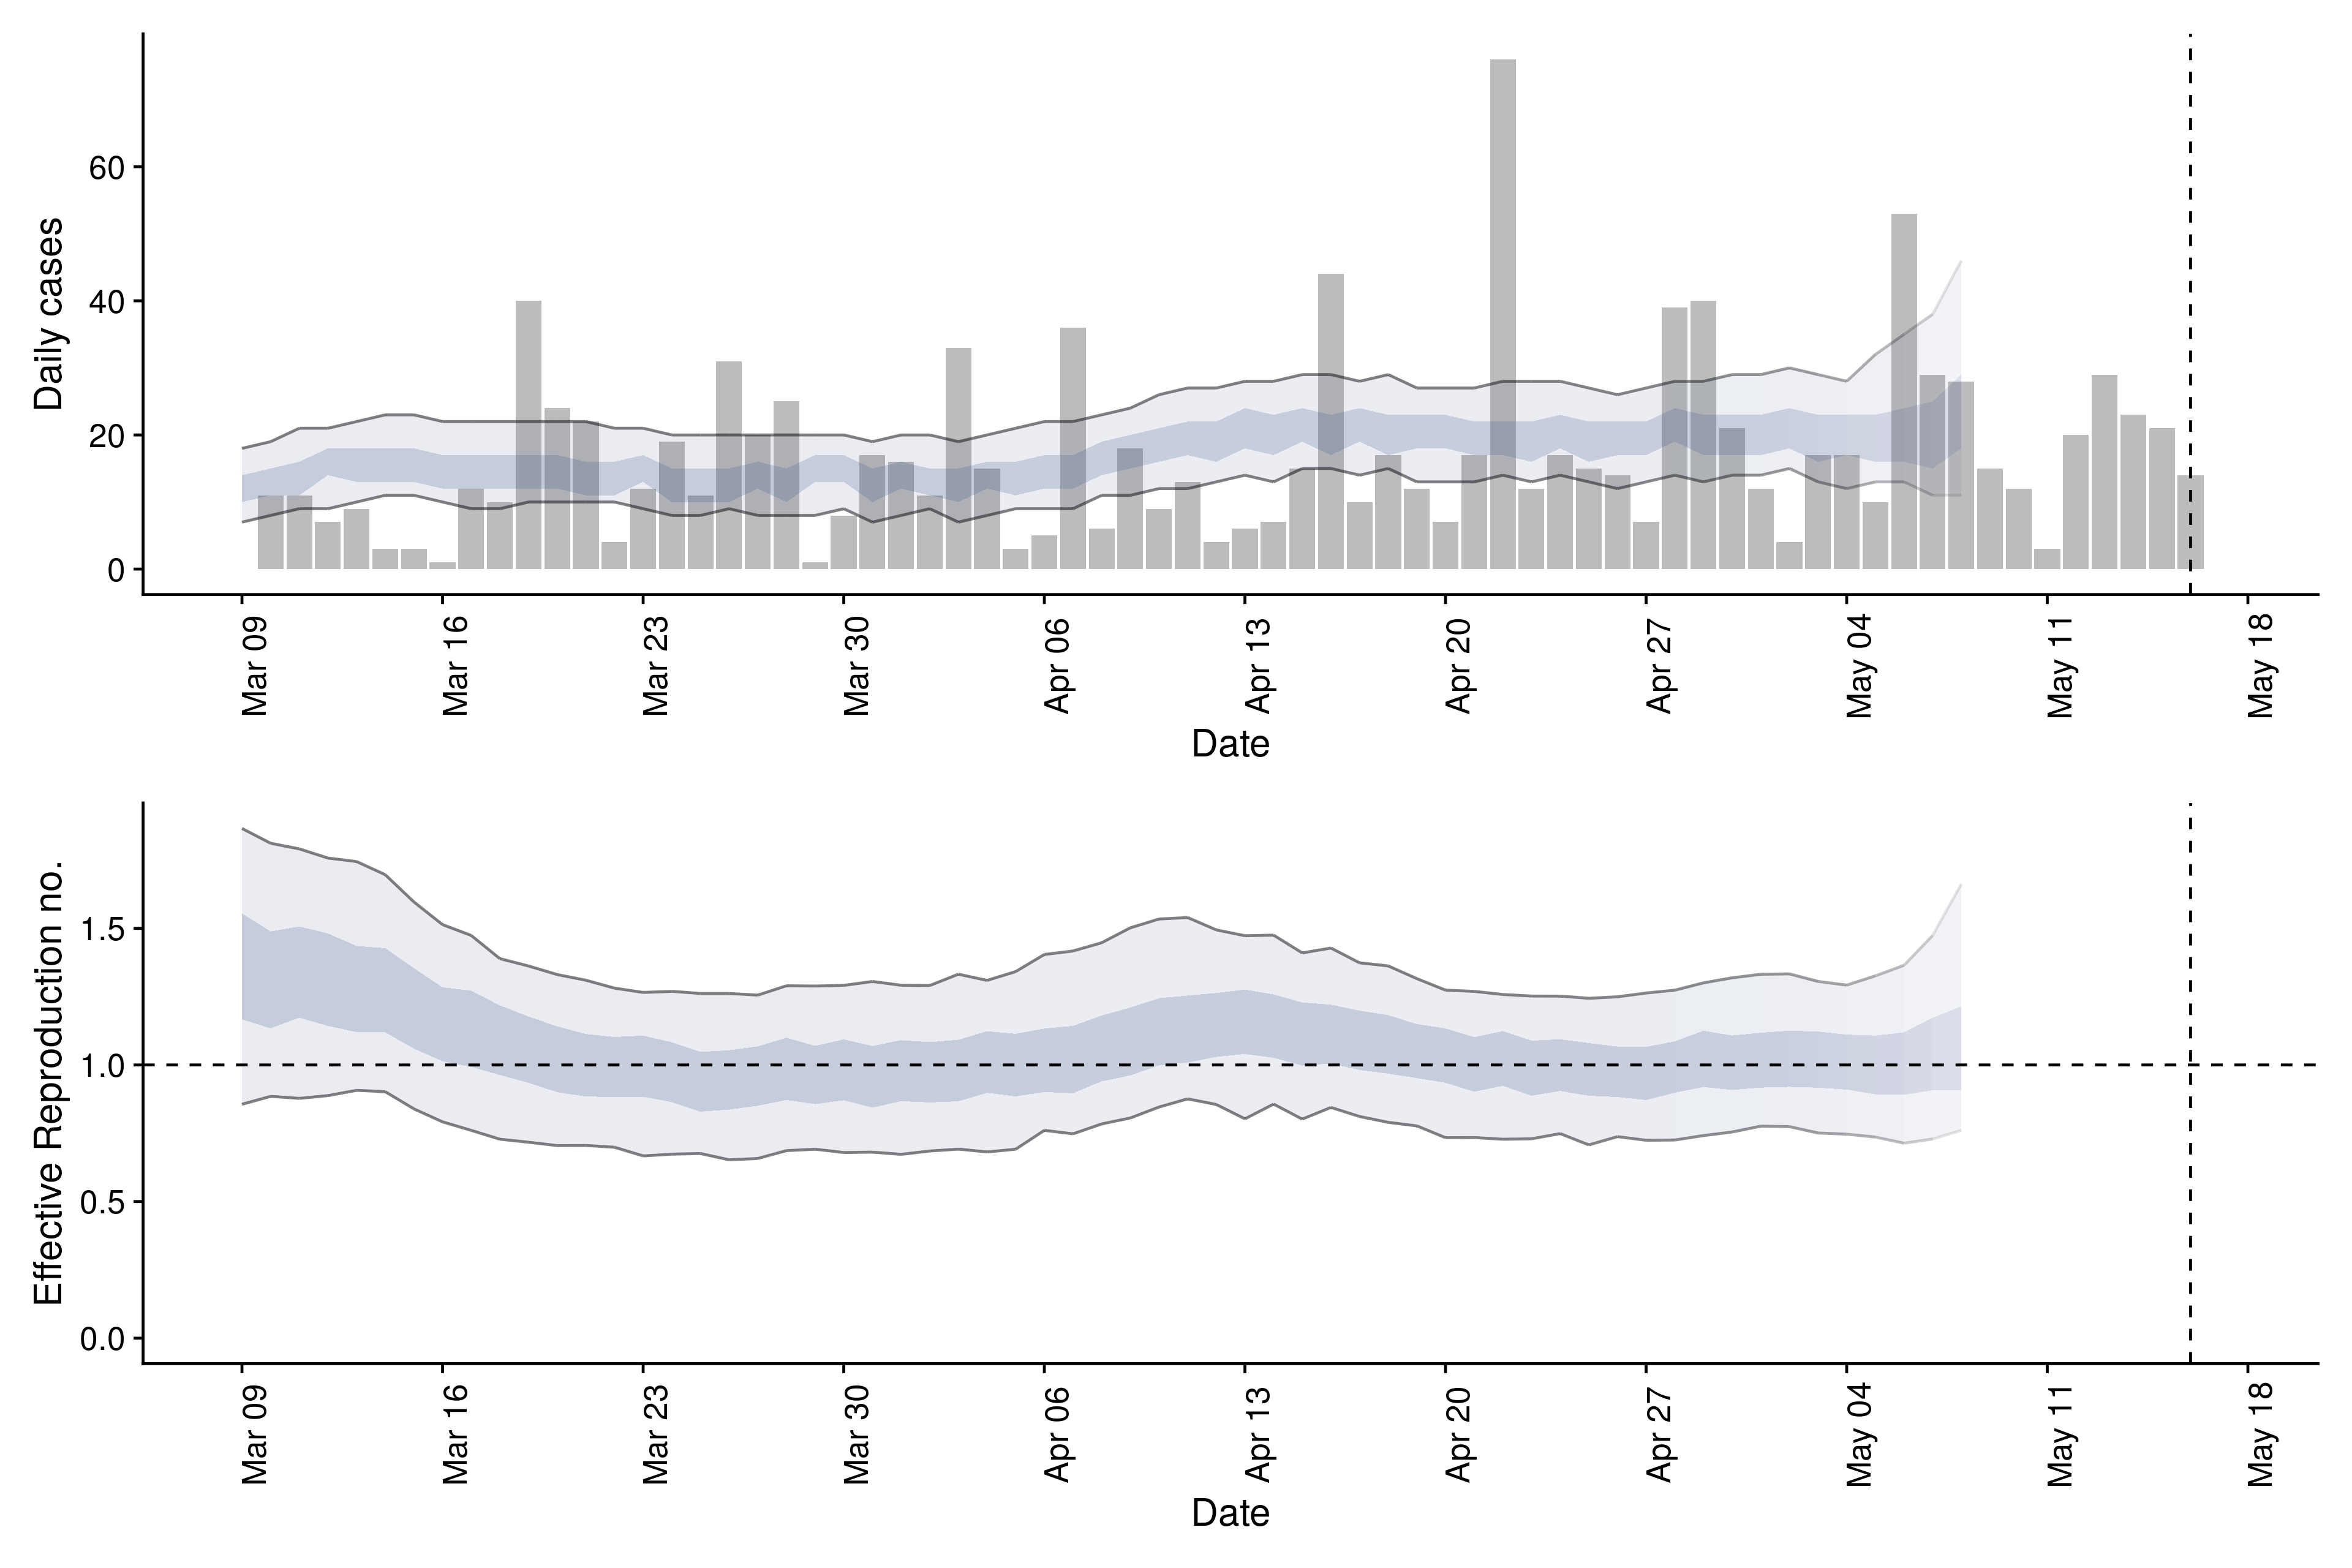 Daily cases
60
40
20
0
Mar 09
Mar 16
Mar 23
Mar 30
Apr 06
Apr 13
Apr 20
Apr 27
May 04
May 11
May 18
Date
Effective Reproduction no.
1.5
1.0
0.5
0.0
Mar 09
Mar 16
Mar 23
Mar 30
Apr 06
Apr 13
Apr 20
Apr 27
May 04
May 11
May 18
Date